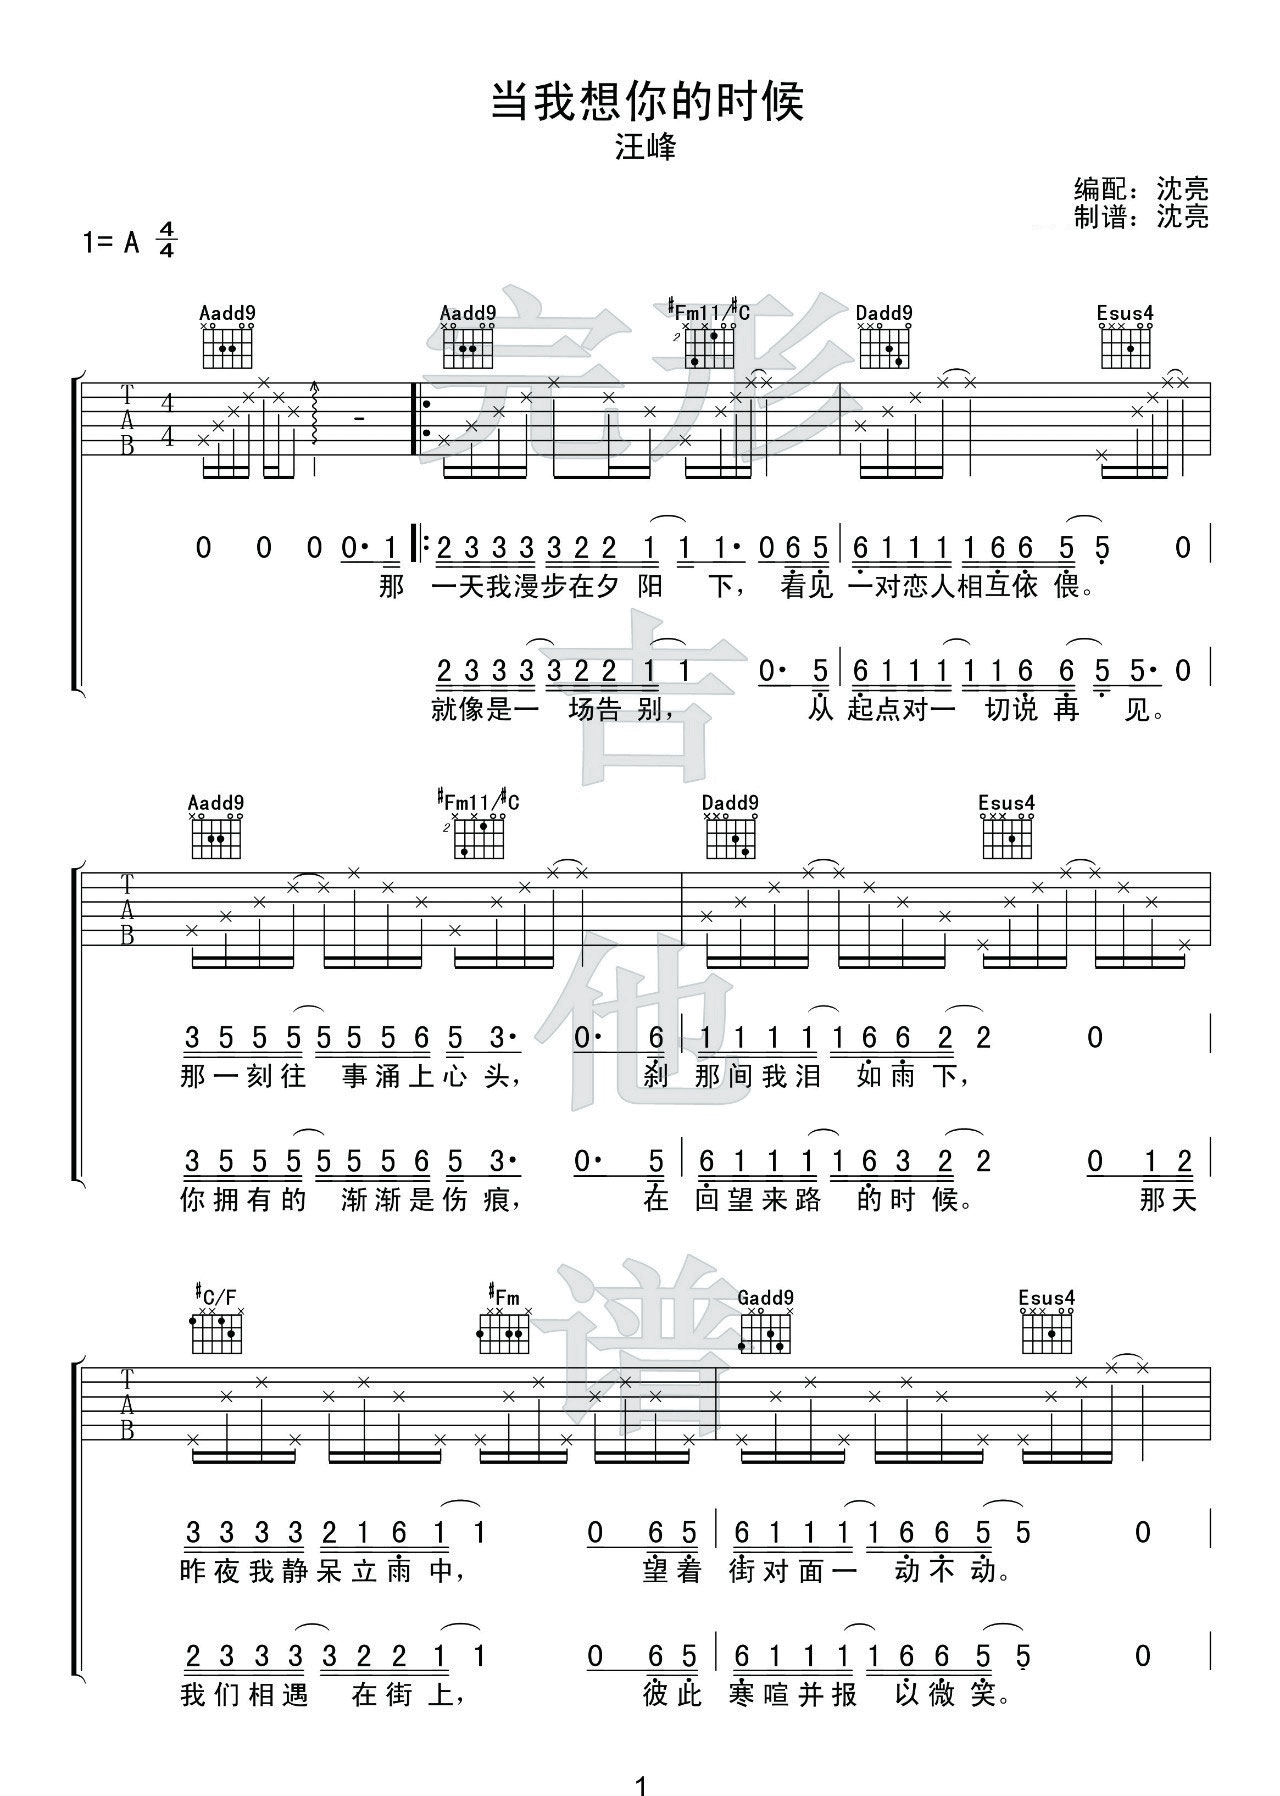 当我想你的时候
汪峰
编配：沈亮
制谱：沈亮
1= A 4/4
Aadd9 Aadd9 #Fm11/#C Dadd9 Esus4
2
T A B 4 4
0 0 0 0· 1 2 3 3 3 3 2 2 1 1 1· 0 6 5 6 1 1 1 1 6 6 5 5 0
那 一天我漫步在夕 阳 下， 看见 一对恋人相互依 偎。
2 3 3 3 3 2 2 1 1 0· 5 6 1 1 1 1 1 6 6 5 5· 0
就像是一 场告 别， 从 起点对一 切说 再 见。
Aadd9 #Fm11/#C Dadd9 Esus4
2
T A B
3 5 5 5 5 5 5 6 5 3· 0· 6 1 1 1 1 1 6 6 2 2 0
那一刻往 事涌上心头， 刹 那间我泪 如雨下，
3 5 5 5 5 5 5 6 5 3· 0· 5 6 1 1 1 1 6 3 2 2 0 1 2
你拥有的 渐渐是伤痕， 在 回望来路 的时候。 那天
#C/F #Fm Gadd9 Esus4
T A B
3 3 3 3 2 1 6 1 1 0 6 5 6 1 1 1 1 6 6 5 5 0
昨夜我静呆立雨中， 望着 街对面一 动不动。
2 3 3 3 3 2 2 1 1 0 6 5 6 1 1 1 1 6 6 5 5 0
我们相遇 在街上， 彼此 寒喧并报 以微笑。
完形吉他谱
1